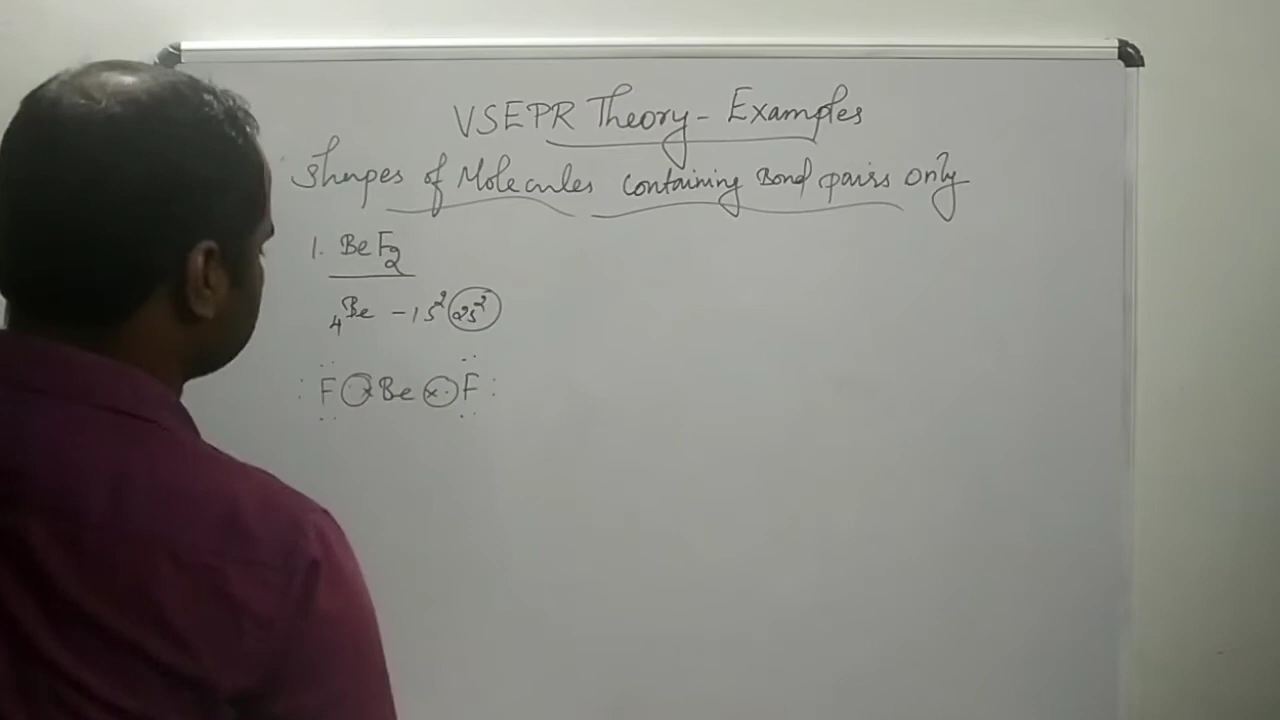 VSEPR Theory - Examples
Shapes of Molecules containing Bond pairs only
1. BeF₂
₄Be - 1s² 2s²
: F · x Be x · F :